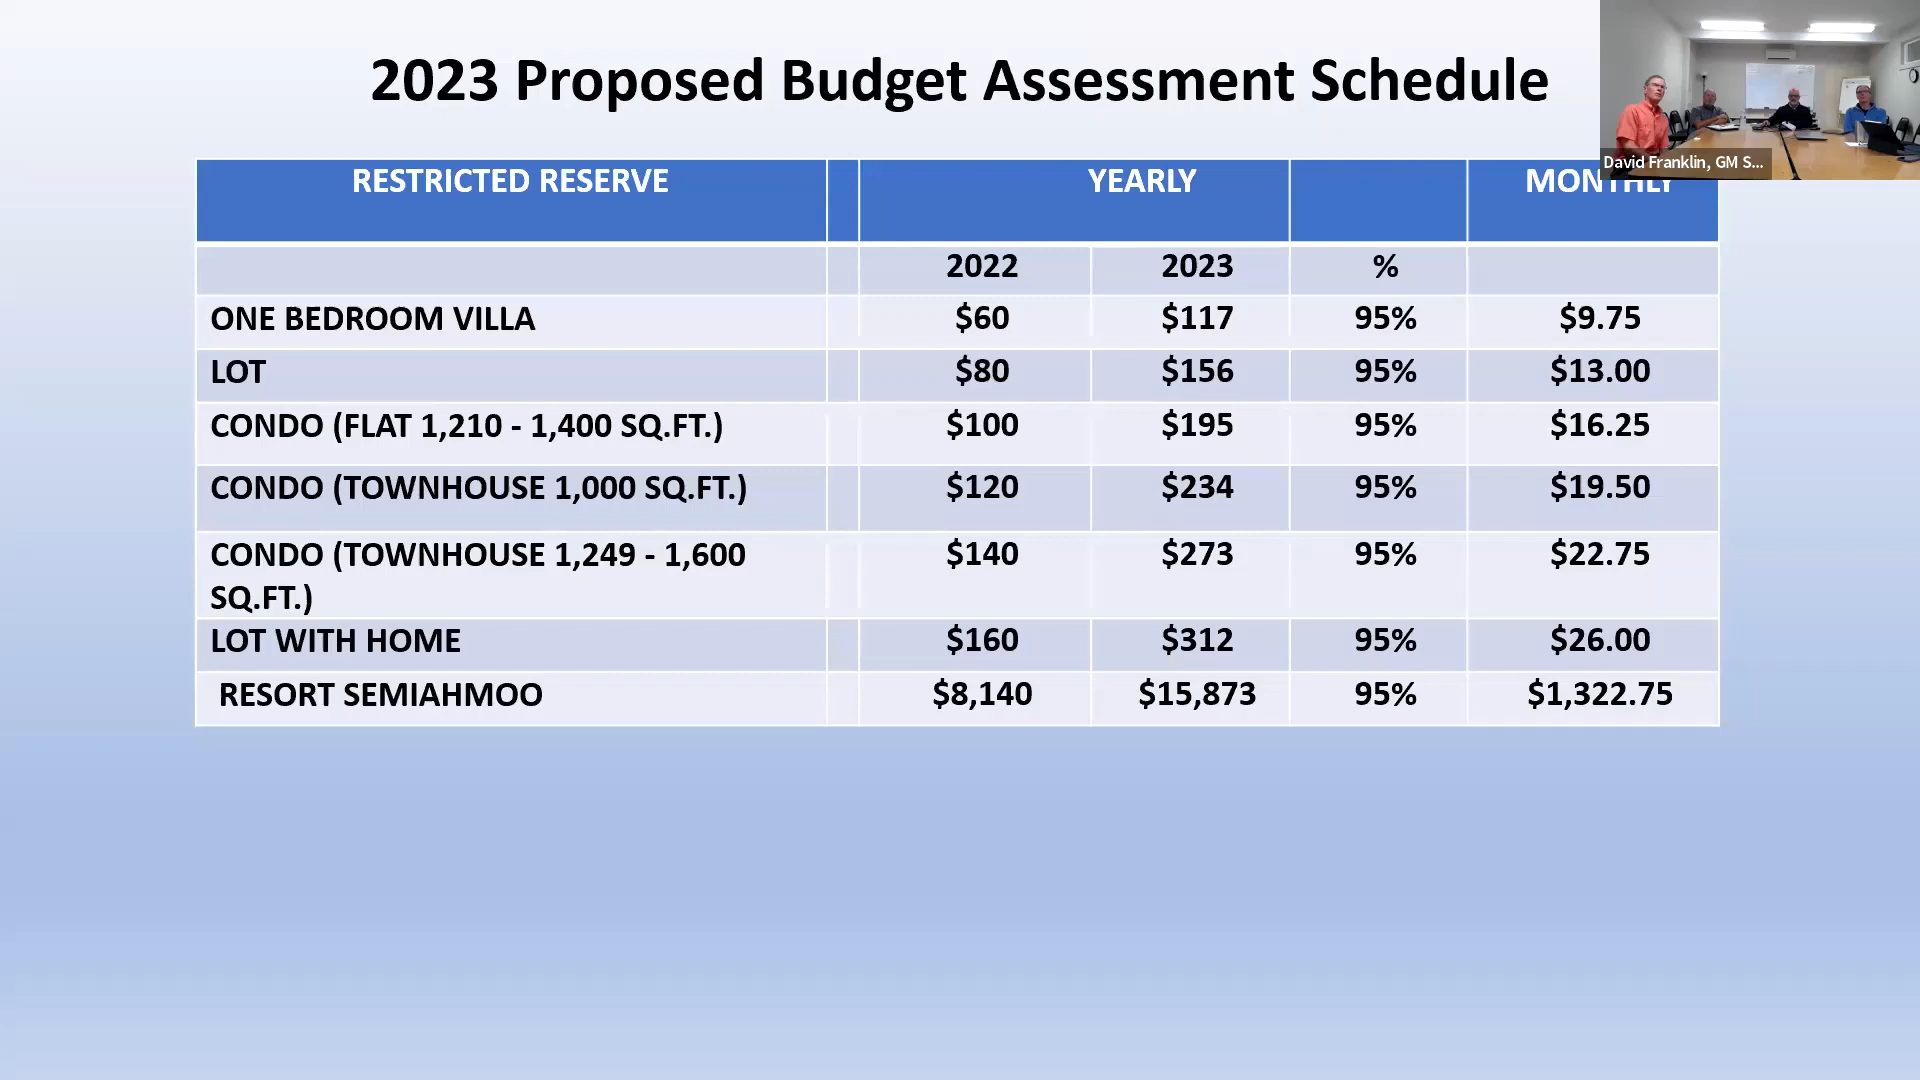 2023 Proposed Budget Assessment Schedule
David Franklin, GM S...
RESTRICTED RESERVE YEARLY MONTHLY
2022 2023 %
ONE BEDROOM VILLA $60 $117 95% $9.75
LOT $80 $156 95% $13.00
CONDO (FLAT 1,210 - 1,400 SQ.FT.) $100 $195 95% $16.25
CONDO (TOWNHOUSE 1,000 SQ.FT.) $120 $234 95% $19.50
CONDO (TOWNHOUSE 1,249 - 1,600 $140 $273 95% $22.75
SQ.FT.)
LOT WITH HOME $160 $312 95% $26.00
RESORT SEMIAHMOO $8,140 $15,873 95% $1,322.75